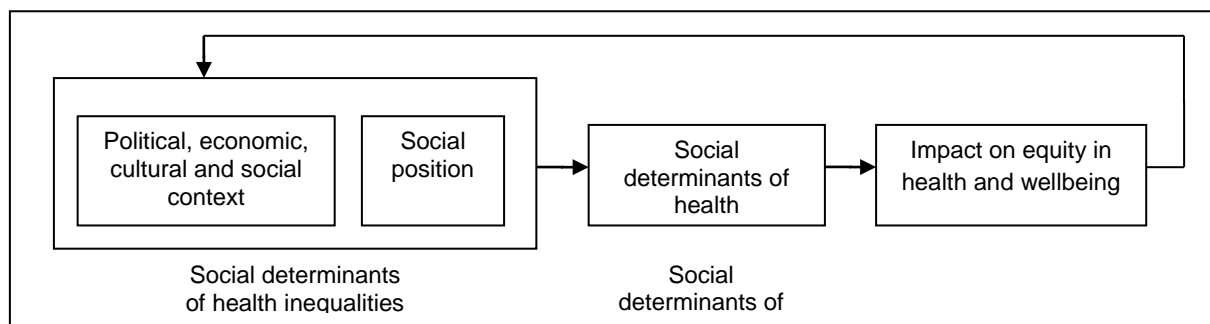 Political, economic,
cultural and social
context
Social
position
Social
determinants of
health
Impact on equity in
health and wellbeing
Social determinants
of health inequalities
Social
determinants of